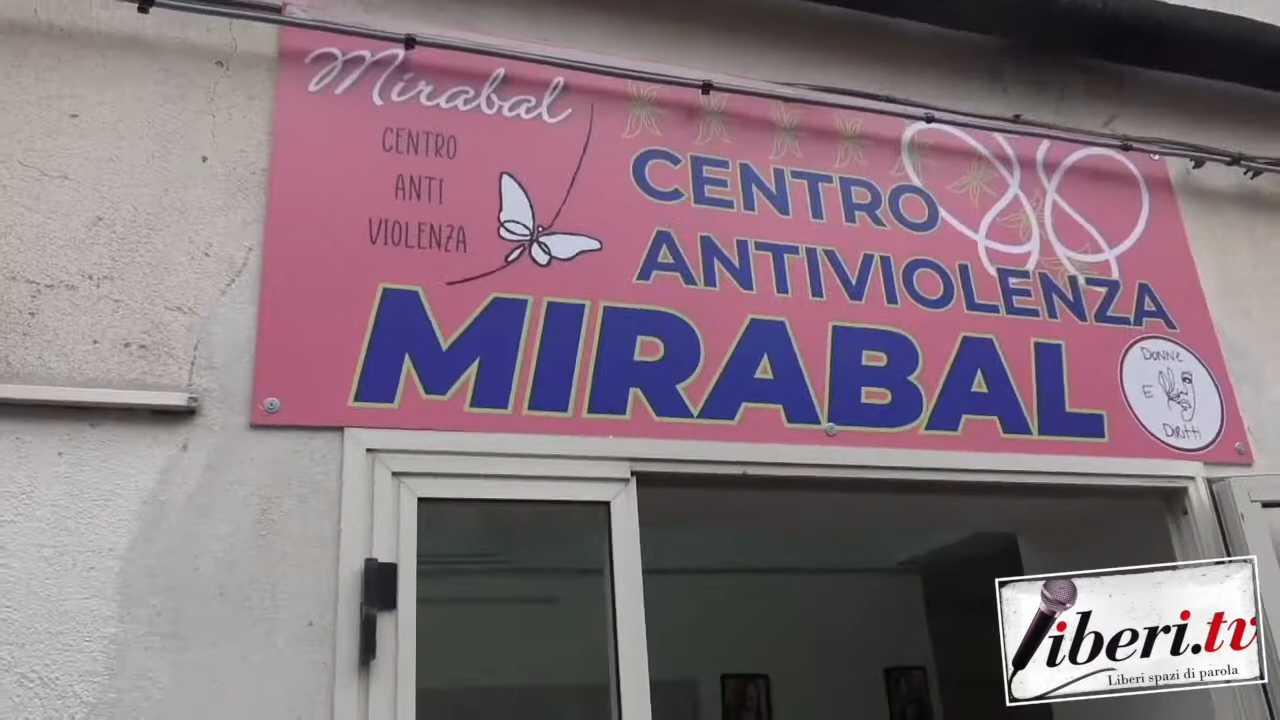 Mirabal
CENTRO
ANTI
VIOLENZA
CENTRO
ANTIVIOLENZA
MIRABAL
DONNE
E
DIRITTI
liberi.tv
Liberi spazi di parola